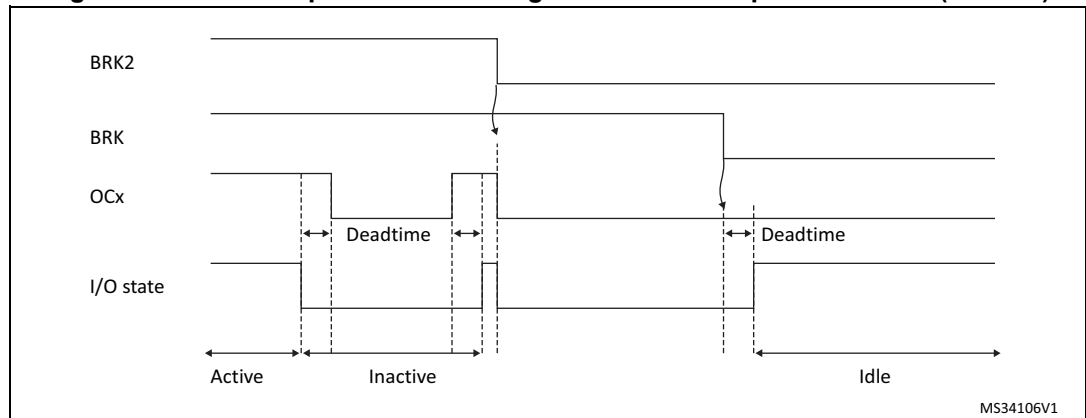 BRK2
BRK
OCx
Deadtime
Deadtime
I/O state
Active
Inactive
Idle
MS34106V1